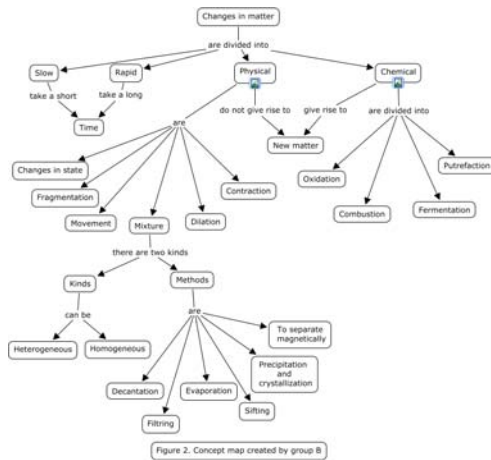 Changes in matter
are divided into
Slow
Rapid
Physical
Chemical
take a short
take a long
do not give rise to
give rise to
are divided into
Time
are
New matter
Changes in state
Fragmentation
Movement
Mixture
Dilation
Contraction
Oxidation
Combustion
Fermentation
Putrefaction
there are two kinds
Kinds
Methods
can be
are
Heterogeneous
Homogeneous
To separate
magnetically
Precipitation
and
crystallization
Decantation
Evaporation
Sifting
Filtring
Figure 2. Concept map created by group B